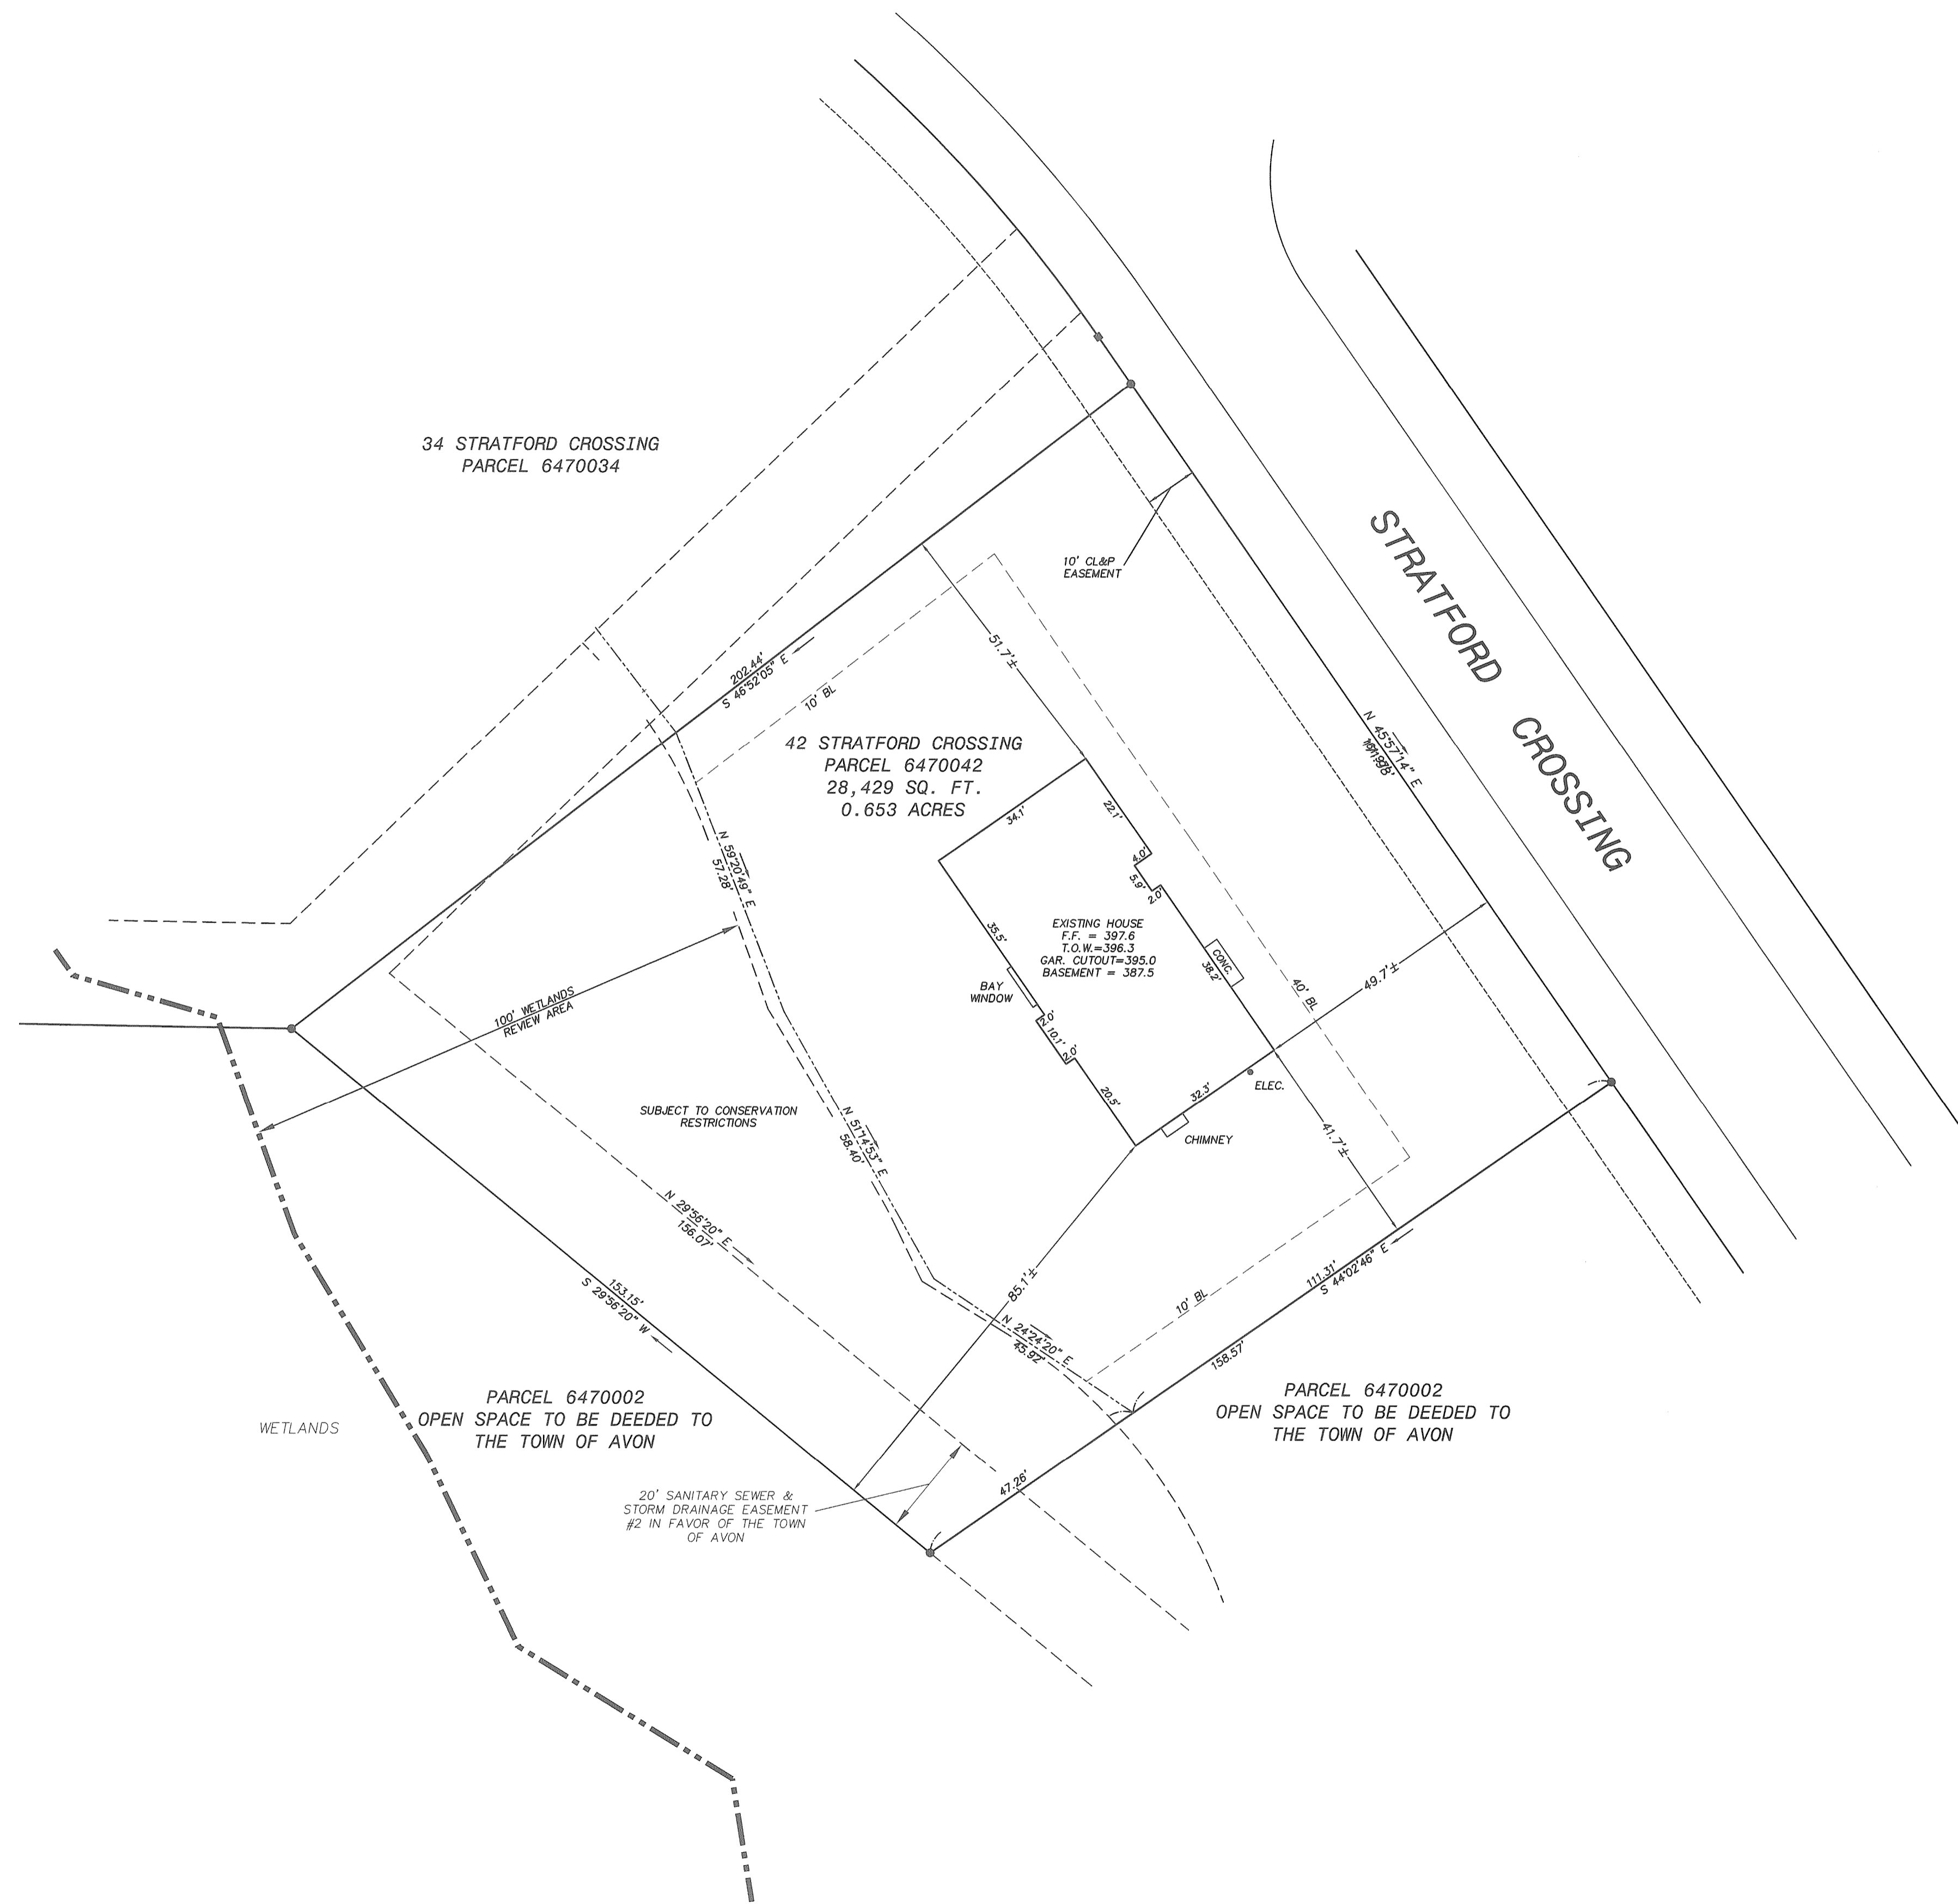 34 STRATFORD CROSSING
PARCEL 6470034
10' CL&P
EASEMENT
STRATFORD CROSSING
51.7'±
202.44'
S 46°52'05" E
10' BL
42 STRATFORD CROSSING
PARCEL 6470042
28,429 SQ. FT.
0.653 ACRES
N 45°57'14" E
34.1'
22.1'
4.0'
5.9'
2.0'
N 59°20'49" E
57.28'
EXISTING HOUSE
F.F. = 397.6
T.O.W.=396.3
GAR. CUTOUT=395.0
BASEMENT = 387.5
35.5'
CONC.
38.2'
BAY
WINDOW
40' BL
49.7'±
2.0'
10.1'
2.0'
100' WETLANDS
REVIEW AREA
20.5'
32.3'
ELEC.
CHIMNEY
41.7'±
SUBJECT TO CONSERVATION
RESTRICTIONS
N 51°14'53" E
58.40'
N 29°56'20" E
156.07'
85.1'±
153.15'
S 29°56'20" W
10' BL
111.31'
S 44°02'46" E
N 24°24'20" E
45.92'
158.57'
PARCEL 6470002
OPEN SPACE TO BE DEEDED TO
THE TOWN OF AVON
WETLANDS
PARCEL 6470002
OPEN SPACE TO BE DEEDED TO
THE TOWN OF AVON
47.26'
20' SANITARY SEWER &
STORM DRAINAGE EASEMENT
#2 IN FAVOR OF THE TOWN
OF AVON